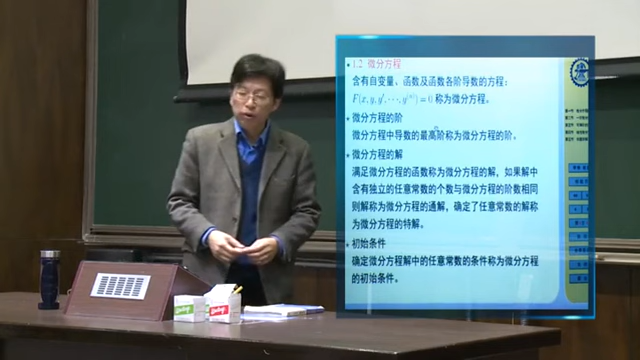 1.2 微分方程
含有自变量、函数及函数各阶导数的方程：
F(x, y, y′, ⋯, y⁽ⁿ⁾) = 0 称为微分方程。
微分方程的阶
微分方程中导数的最高阶称为微分方程的阶。
微分方程的解
满足微分方程的函数称为微分方程的解，如果解中
含有独立的任意常数的个数与微分方程的阶数相同
则解称为微分方程的通解，确定了任意常数的解称
为微分方程的特解。
初始条件
确定微分方程解中的任意常数的条件称为微分方程
的初始条件。